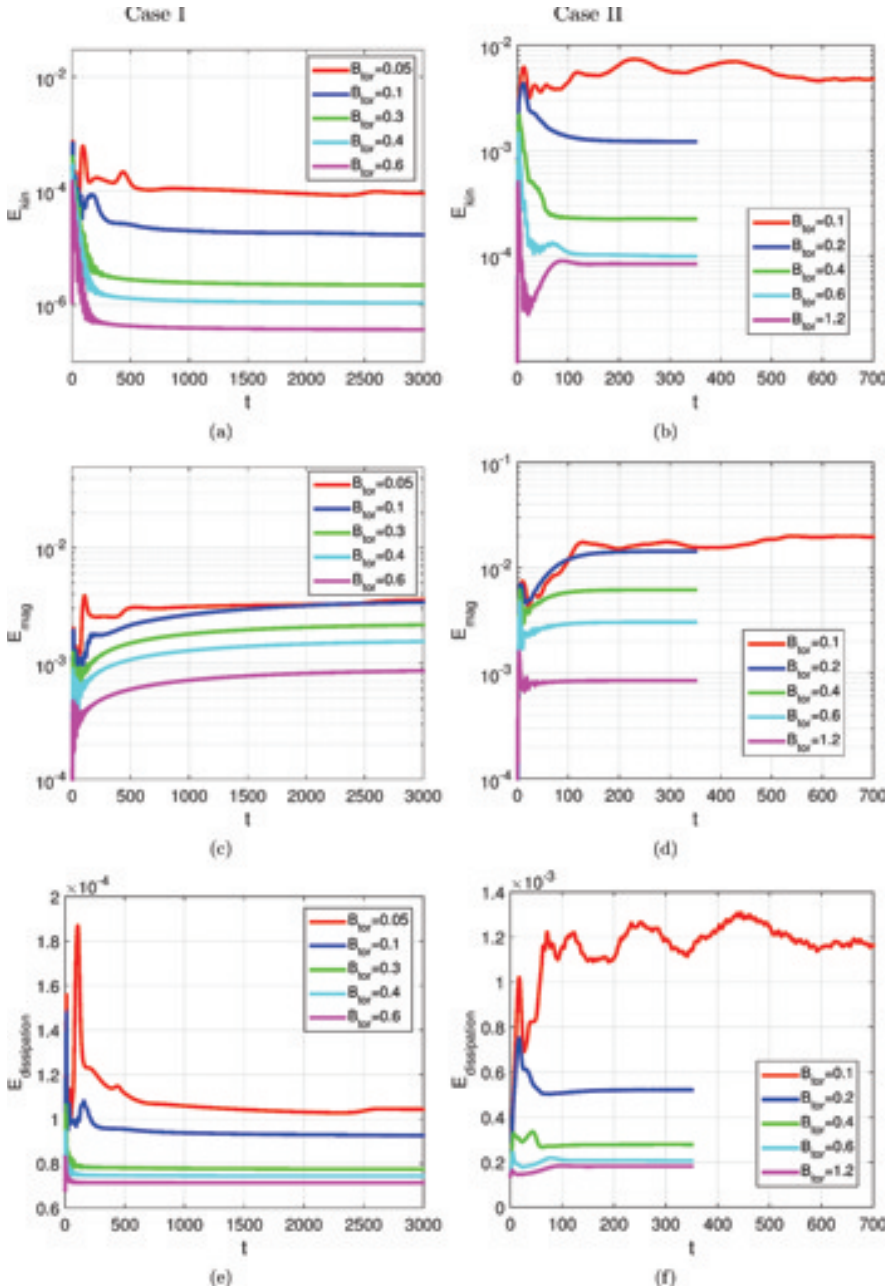 Case I
Case II
10^-2
10^-4
10^-6
E_kin
B_tor=0.05
B_tor=0.1
B_tor=0.3
B_tor=0.4
B_tor=0.6
0 500 1000 1500 2000 2500 3000
t
(a)
10^-2
10^-3
10^-4
E_kin
B_tor=0.1
B_tor=0.2
B_tor=0.4
B_tor=0.6
B_tor=1.2
0 100 200 300 400 500 600 700
t
(b)
10^-2
10^-3
10^-4
E_mag
B_tor=0.05
B_tor=0.1
B_tor=0.3
B_tor=0.4
B_tor=0.6
0 500 1000 1500 2000 2500 3000
t
(c)
10^-1
10^-2
10^-3
10^-4
E_mag
B_tor=0.1
B_tor=0.2
B_tor=0.4
B_tor=0.6
B_tor=1.2
0 100 200 300 400 500 600 700
t
(d)
×10^-4
2
1.8
1.6
1.4
1.2
1
0.8
0.6
E_dissipation
B_tor=0.05
B_tor=0.1
B_tor=0.3
B_tor=0.4
B_tor=0.6
0 500 1000 1500 2000 2500 3000
t
(e)
×10^-3
1.4
1.2
1
0.8
0.6
0.4
0.2
0
E_dissipation
B_tor=0.1
B_tor=0.2
B_tor=0.4
B_tor=0.6
B_tor=1.2
0 100 200 300 400 500 600 700
t
(f)